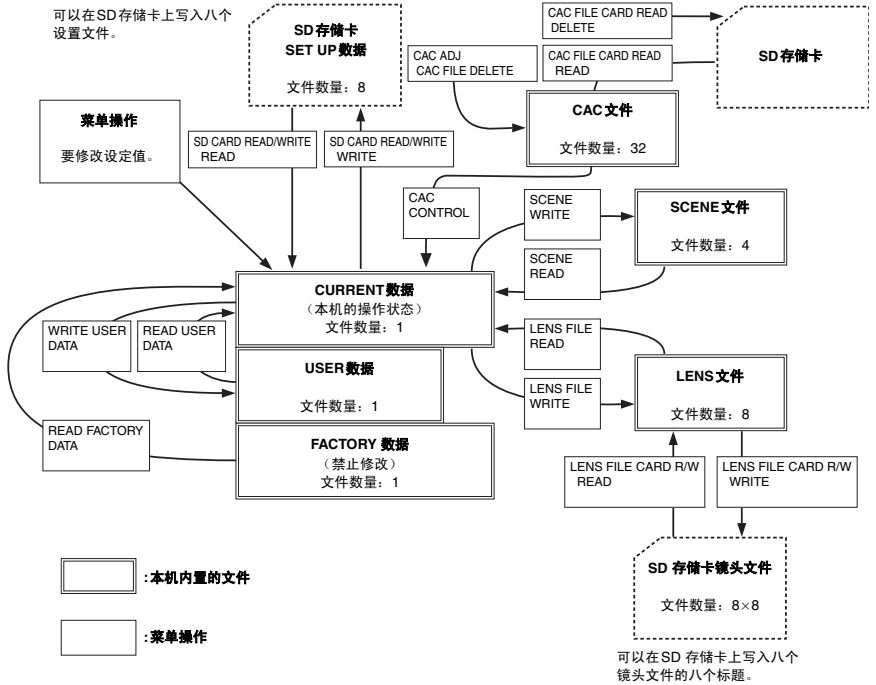 可以在SD存储卡上写入八个
设置文件。
SD存储卡
SET UP数据
文件数量：8
CAC ADJ
CAC FILE DELETE
CAC FILE CARD READ
DELETE
CAC FILE CARD READ
READ
SD存储卡
菜单操作
要修改设定值。
SD CARD READ/WRITE
READ
SD CARD READ/WRITE
WRITE
CAC文件
文件数量：32
CAC
CONTROL
SCENE
WRITE
SCENE文件
文件数量：4
SCENE
READ
CURRENT数据
（本机的操作状态）
文件数量：1
WRITE USER
DATA
READ USER
DATA
LENS FILE
READ
USER数据
文件数量：1
LENS FILE
WRITE
LENS文件
文件数量：8
READ FACTORY
DATA
FACTORY 数据
（禁止修改）
文件数量：1
LENS FILE CARD R/W
READ
LENS FILE CARD R/W
WRITE
SD 存储卡镜头文件
文件数量：8×8
:本机内置的文件
:菜单操作
可以在SD 存储卡上写入八个
镜头文件的八个标题。